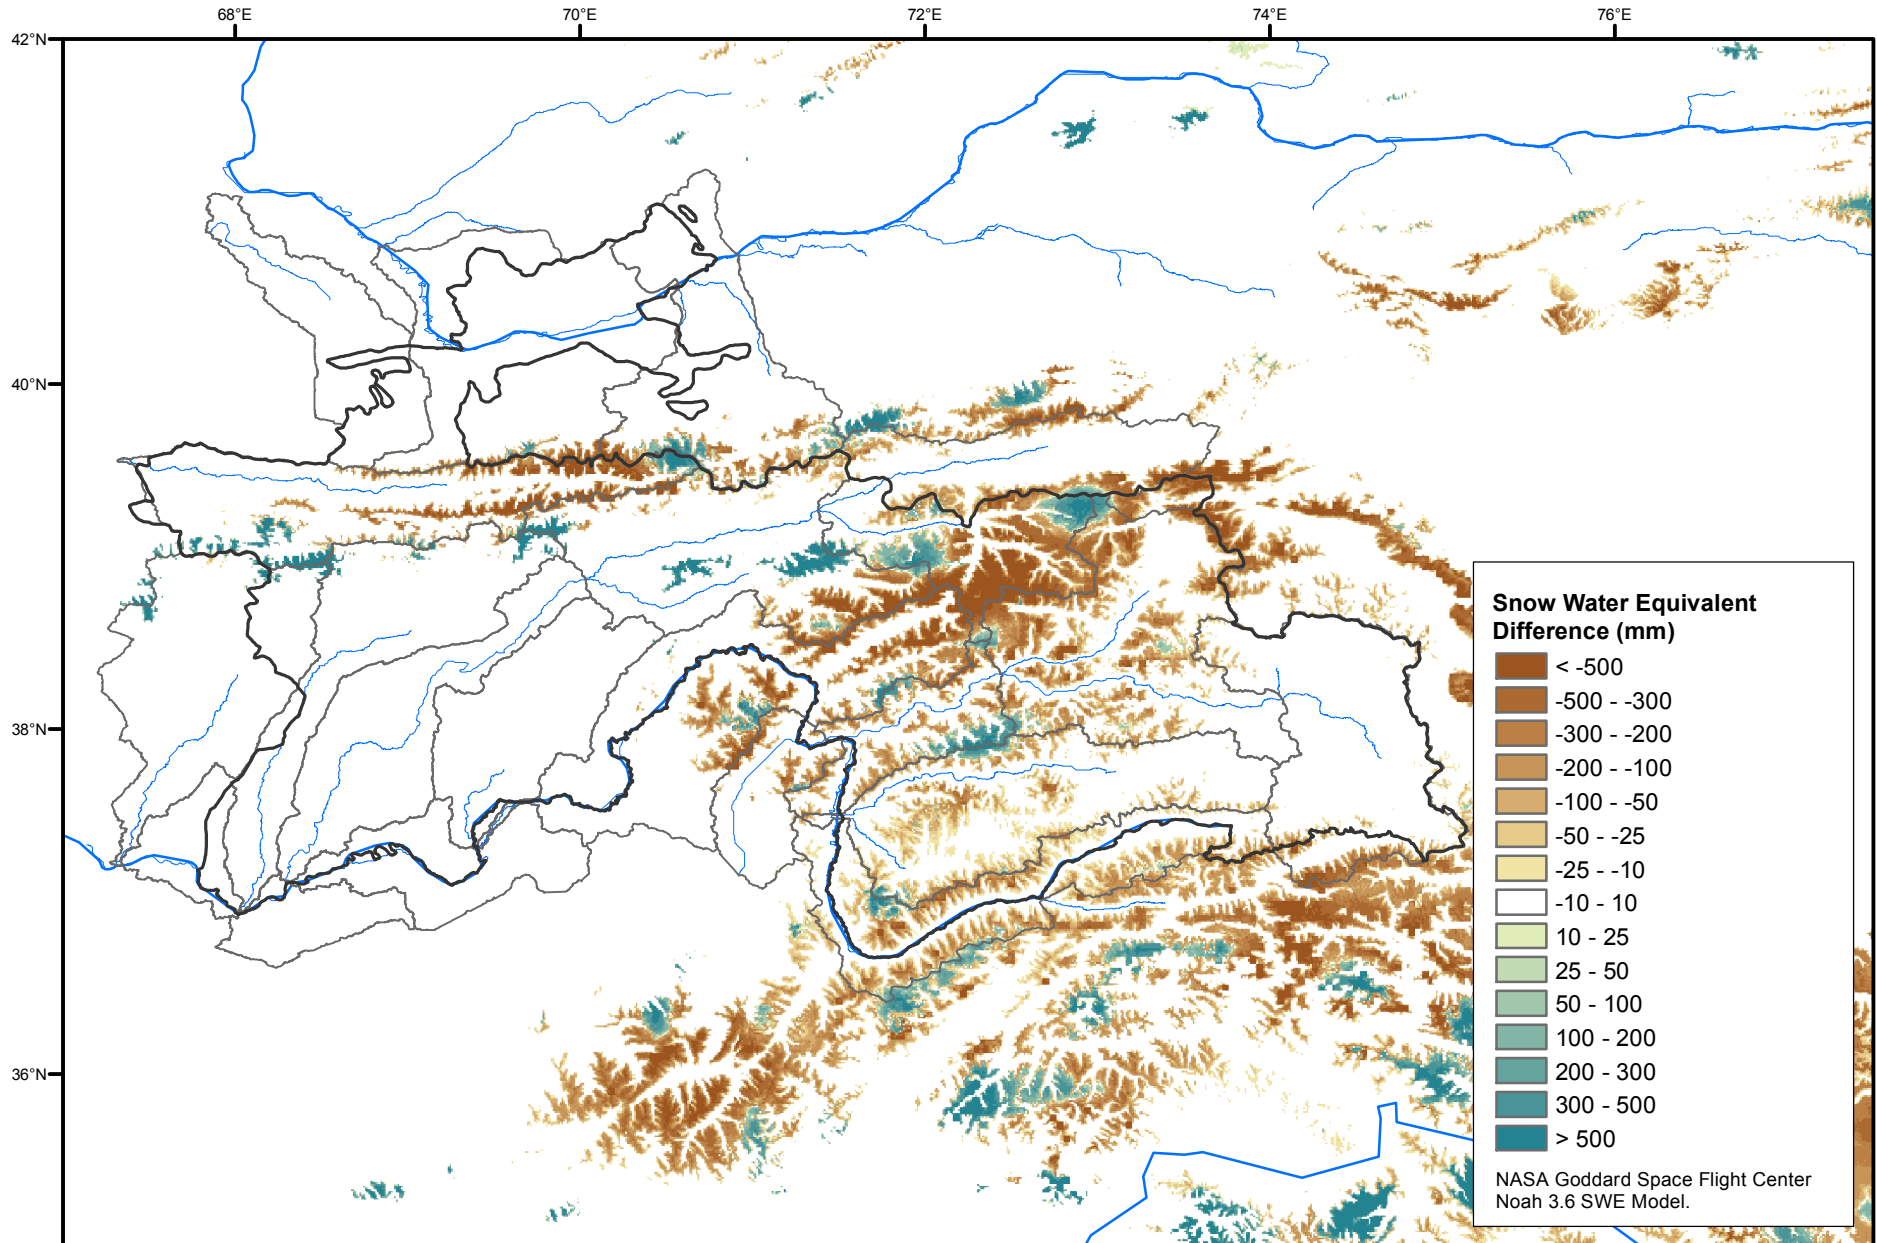 68°E
70°E
72°E
74°E
76°E
42°N
40°N
38°N
36°N
Snow Water Equivalent
Difference (mm)
< -500
-500 - -300
-300 - -200
-200 - -100
-100 - -50
-50 - -25
-25 - -10
-10 - 10
10 - 25
25 - 50
50 - 100
100 - 200
200 - 300
300 - 500
> 500
NASA Goddard Space Flight Center
Noah 3.6 SWE Model.